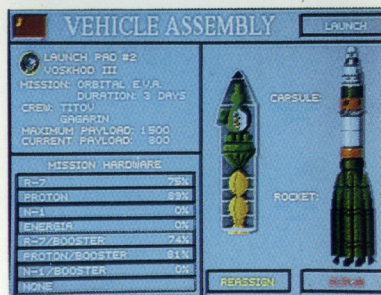 VEHICLE ASSEMBLY
LAUNCH
LAUNCH PAD #2
VOSKHOD III
MISSION: ORBITAL E.V.A.
DURATION: 3 DAYS
CREW: TITOV
GAGARIN
MAXIMUM PAYLOAD: 1500
CURRENT PAYLOAD: 800
MISSION HARDWARE
R-7 75%
PROTON 89%
N-1 0%
ENERGIA 0%
R-7/BOOSTER 74%
PROTON/BOOSTER 81%
N-1/BOOSTER 0%
NONE
CAPSULE:
ROCKET:
REASSIGN